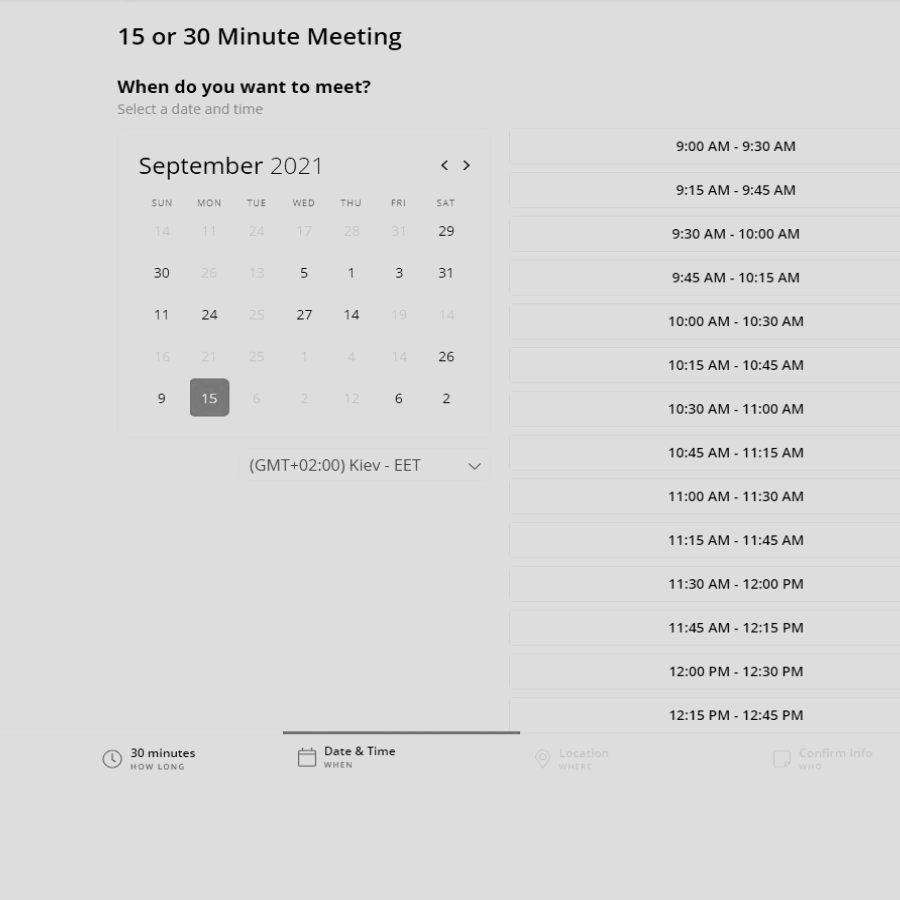 15 or 30 Minute Meeting
When do you want to meet?
Select a date and time
September 2021
SUN MON TUE WED THU FRI SAT
14 11 24 17 28 31 29
30 26 13 5 1 3 31
11 24 25 27 14 19 14
16 21 25 1 4 14 26
9 15 6 2 12 6 2
(GMT+02:00) Kiev - EET
9:00 AM - 9:30 AM
9:15 AM - 9:45 AM
9:30 AM - 10:00 AM
9:45 AM - 10:15 AM
10:00 AM - 10:30 AM
10:15 AM - 10:45 AM
10:30 AM - 11:00 AM
10:45 AM - 11:15 AM
11:00 AM - 11:30 AM
11:15 AM - 11:45 AM
11:30 AM - 12:00 PM
11:45 AM - 12:15 PM
12:00 PM - 12:30 PM
12:15 PM - 12:45 PM
30 minutes
HOW LONG
Date & Time
WHEN
Location
WHERE
Confirm Info
WHO